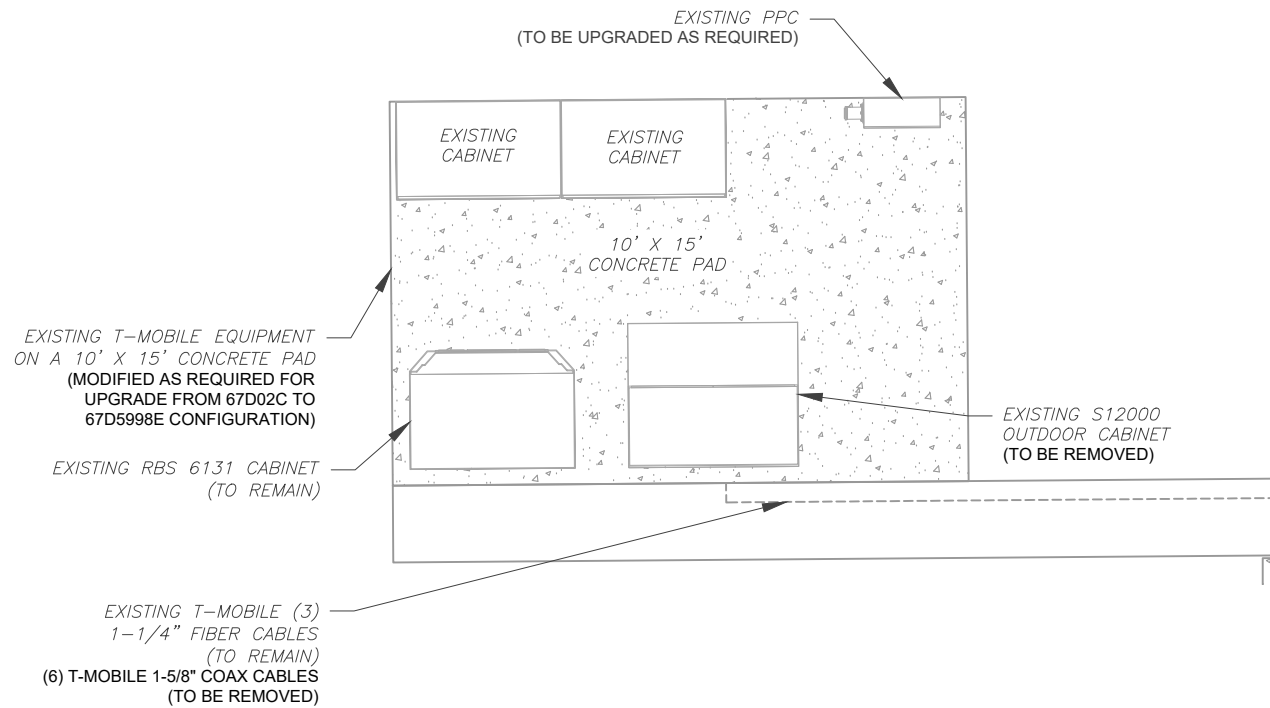 EXISTING PPC
(TO BE UPGRADED AS REQUIRED)
EXISTING
CABINET
EXISTING
CABINET
10' X 15'
CONCRETE PAD
EXISTING T-MOBILE EQUIPMENT
ON A 10' X 15' CONCRETE PAD
(MODIFIED AS REQUIRED FOR
UPGRADE FROM 67D02C TO
67D5998E CONFIGURATION)
EXISTING RBS 6131 CABINET
(TO REMAIN)
EXISTING S12000
OUTDOOR CABINET
(TO BE REMOVED)
EXISTING T-MOBILE (3)
1-1/4" FIBER CABLES
(TO REMAIN)
(6) T-MOBILE 1-5/8" COAX CABLES
(TO BE REMOVED)